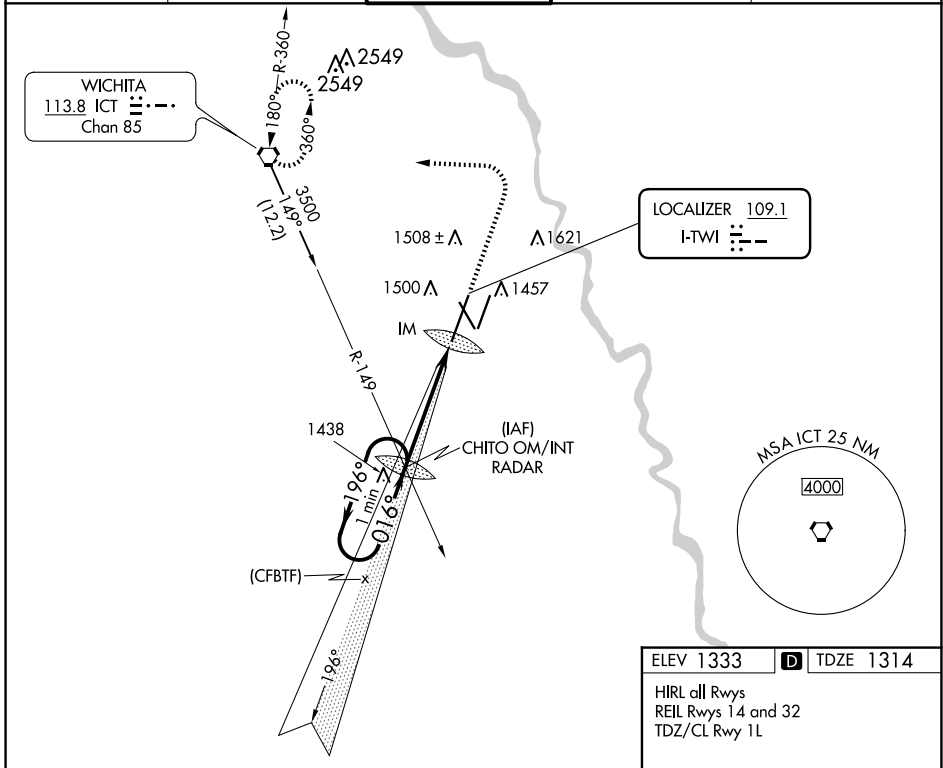 R-360
2549
2549
WICHITA
113.8 ICT
Chan 85
180°
360°
3500
149°
(12.2)
LOCALIZER 109.1
I-TWI
1508 ±
1621
1500
1457
IM
R-149
1438
(IAF)
CHITO OM/INT
RADAR
196°
1 min
016°
MSA ICT 25 NM
4000
(CFBTF)
x
196°
ELEV 1333 D TDZE 1314
HIRL all Rwys
REIL Rwys 14 and 32
TDZ/CL Rwy 1L